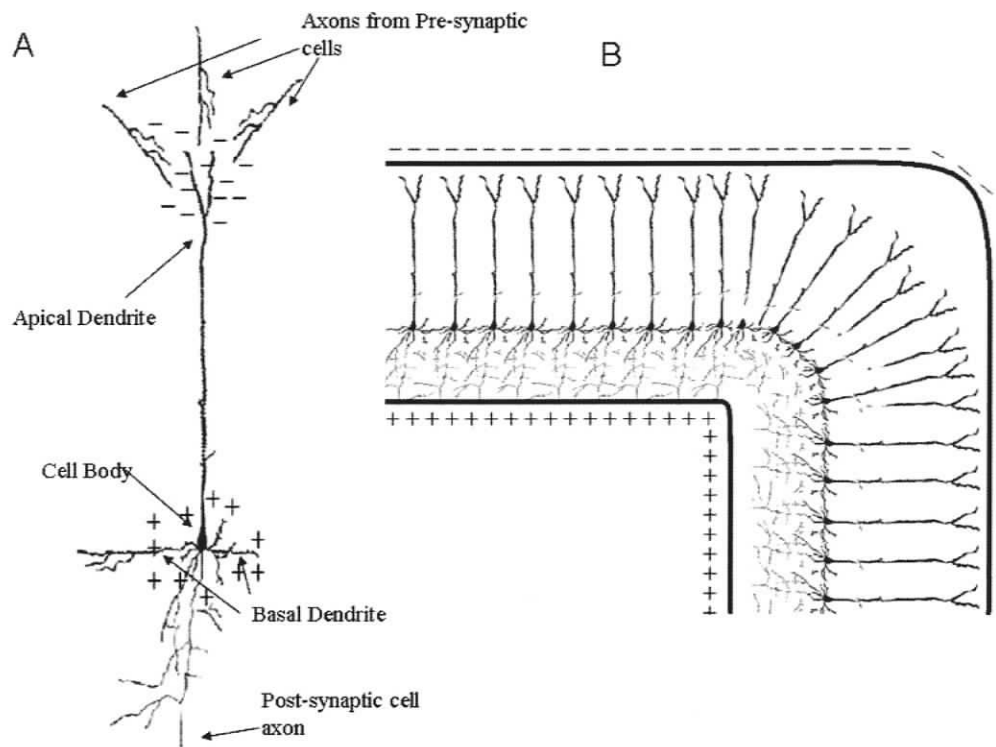 A
Axons from Pre-synaptic
cells
B
Apical Dendrite
Cell Body
Basal Dendrite
Post-synaptic cell
axon